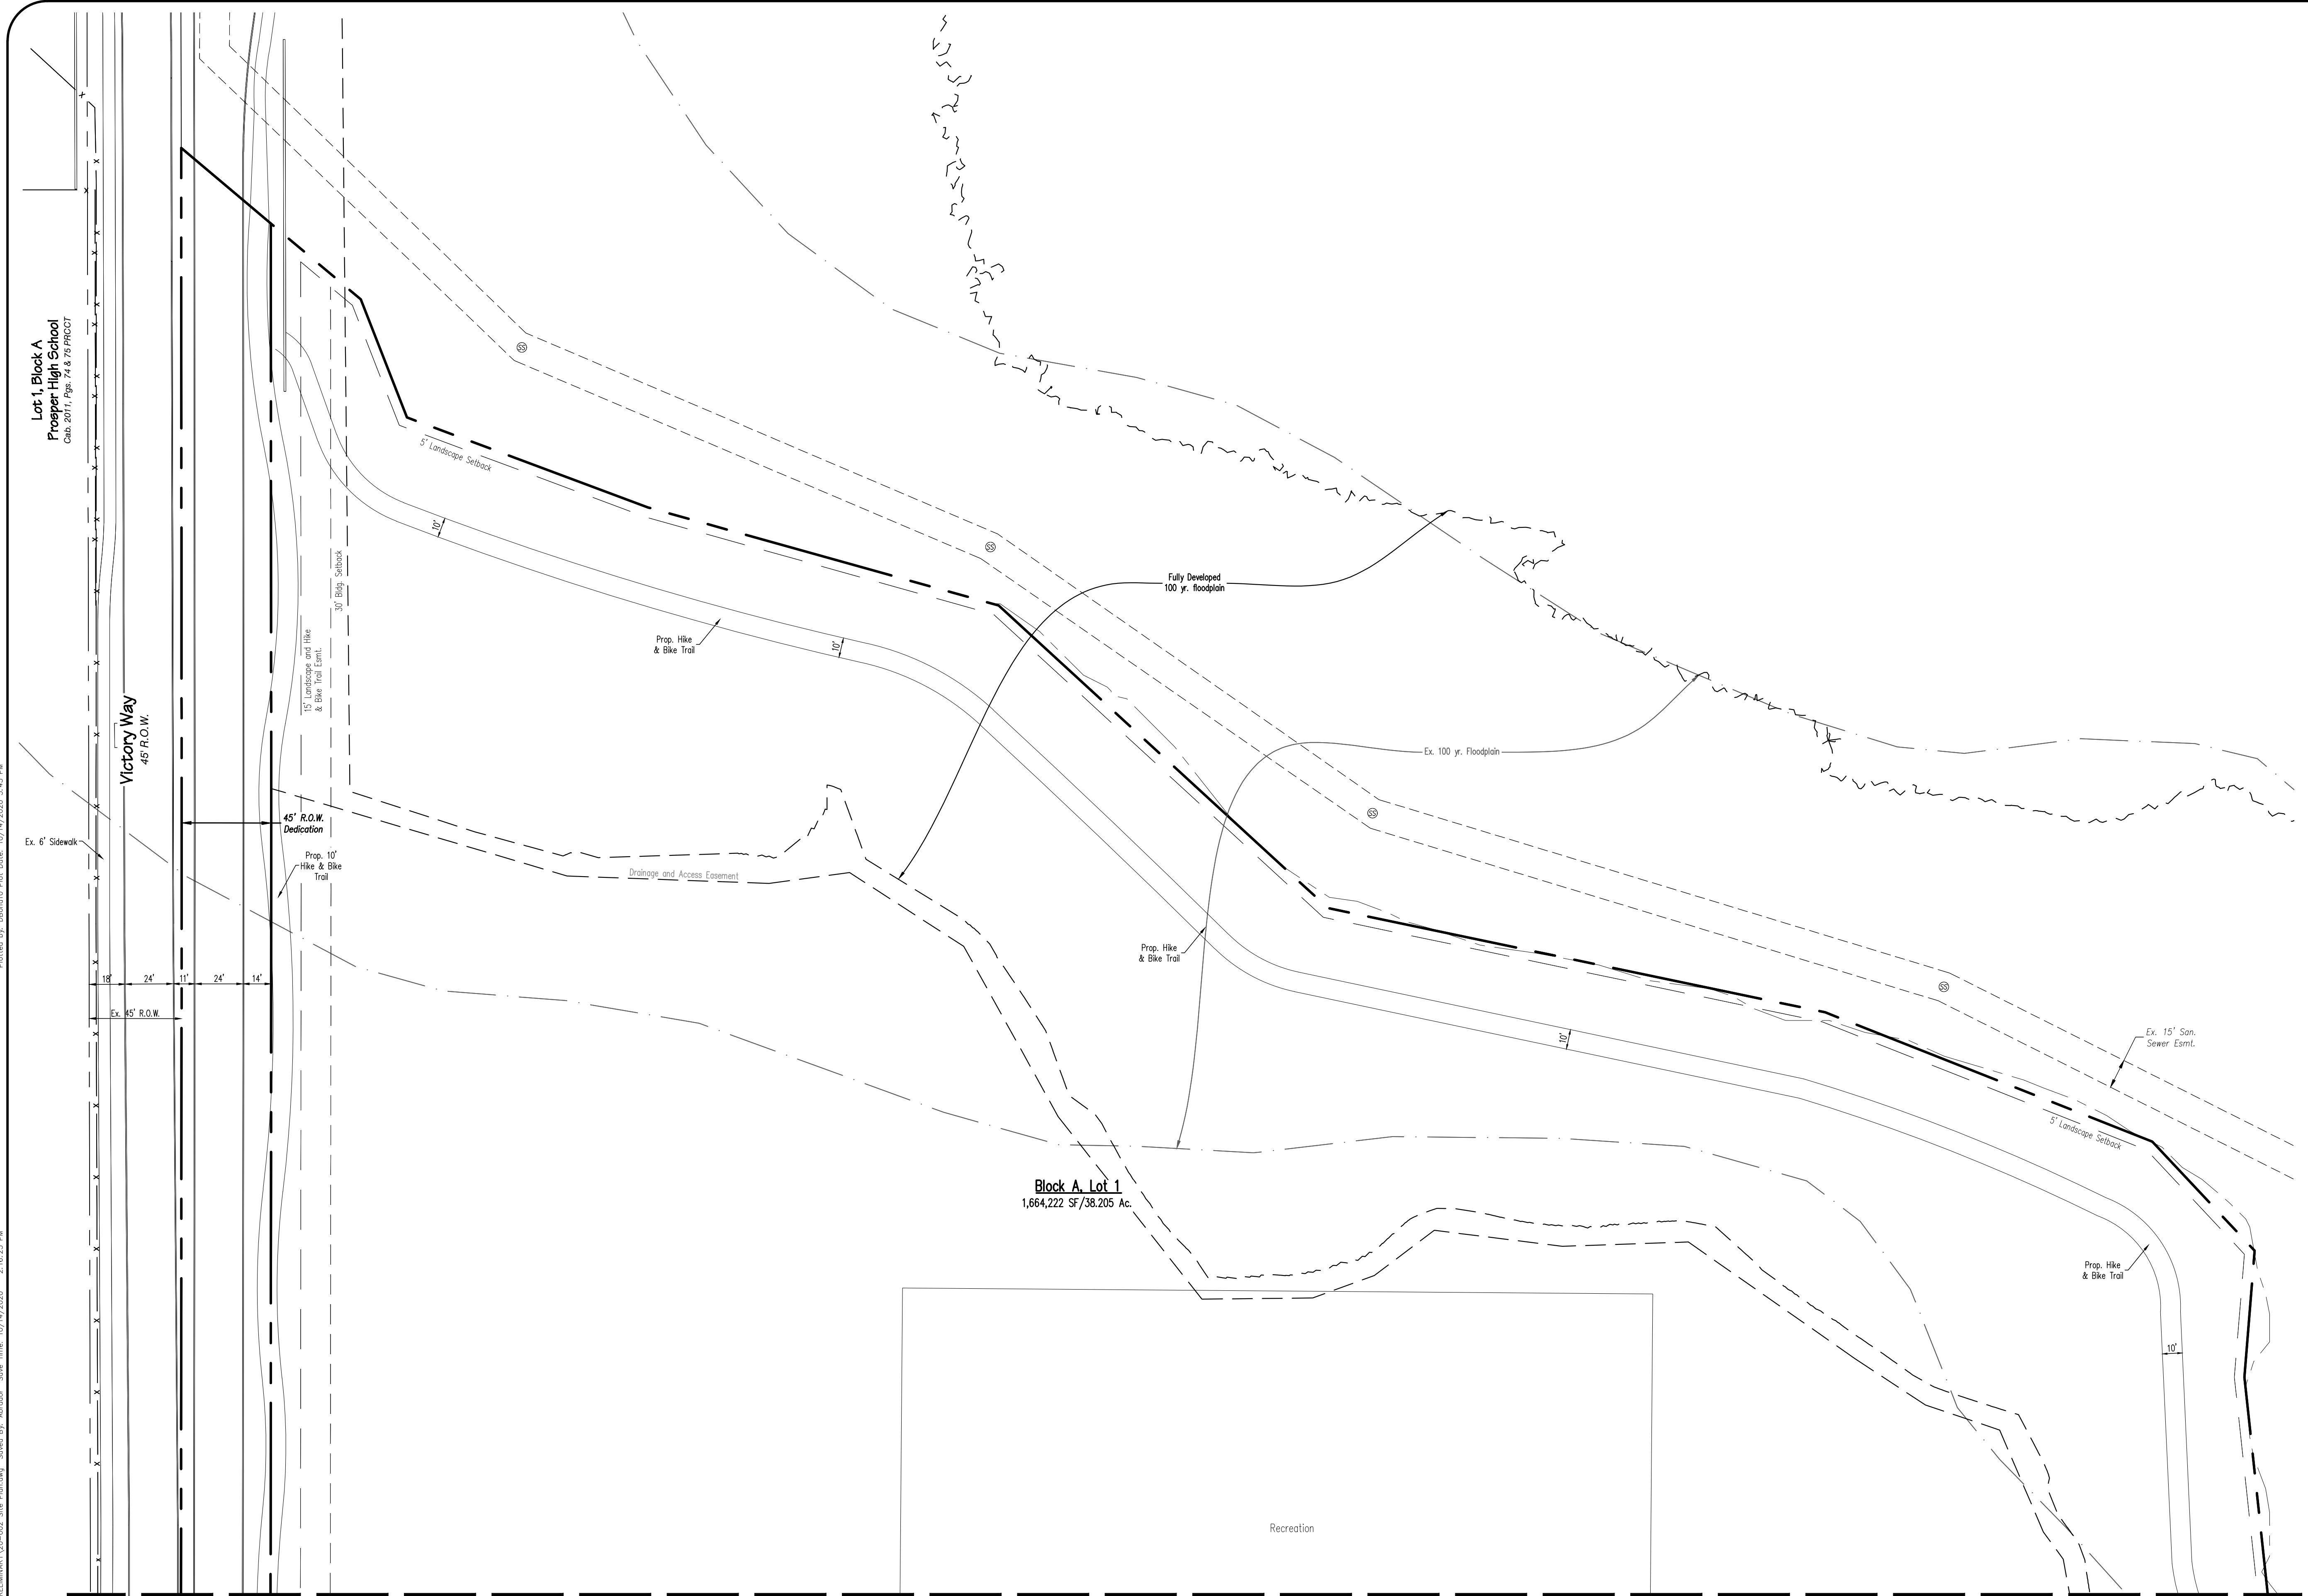 Lot 1, Block A
Prosper High School
Cab. 2011, Pgs. 74 & 75 PRCCT
5' Landscape Setback
10'
30' Bldg. Setback
15' Landscape and Hike
& Bike Trail Esmt.
Prop. Hike
& Bike Trail
10'
Fully Developed
100 yr. floodplain
Victory Way
45' R.O.W.
Ex. 100 yr. Floodplain
45' R.O.W.
Dedication
Ex. 6' Sidewalk
Prop. 10'
Hike & Bike
Trail
Drainage and Access Easement
Prop. Hike
& Bike Trail
18' 24' 11' 24' 14'
Ex. 45' R.O.W.
10'
Ex. 15' San.
Sewer Esmt.
5' Landscape Setback
Block A, Lot 1
1,664,222 SF/38.205 Ac.
Prop. Hike
& Bike Trail
10'
Recreation
SS
SS
SS
SS